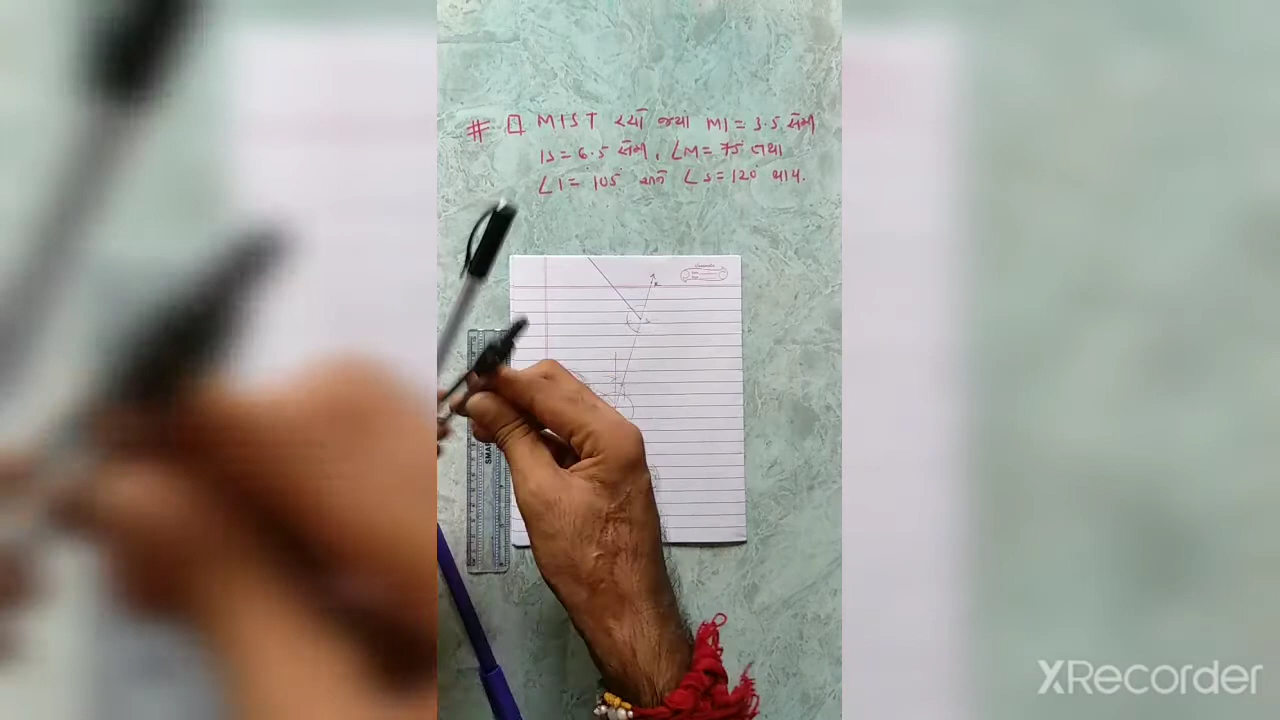 # □ MIST રચો જ્યાં MI = 3.5 સેમી
IS = 6.5 સેમી, ∠M = 75° તથા
∠I = 105° અને ∠S = 120° થાય.
x
XRecorder